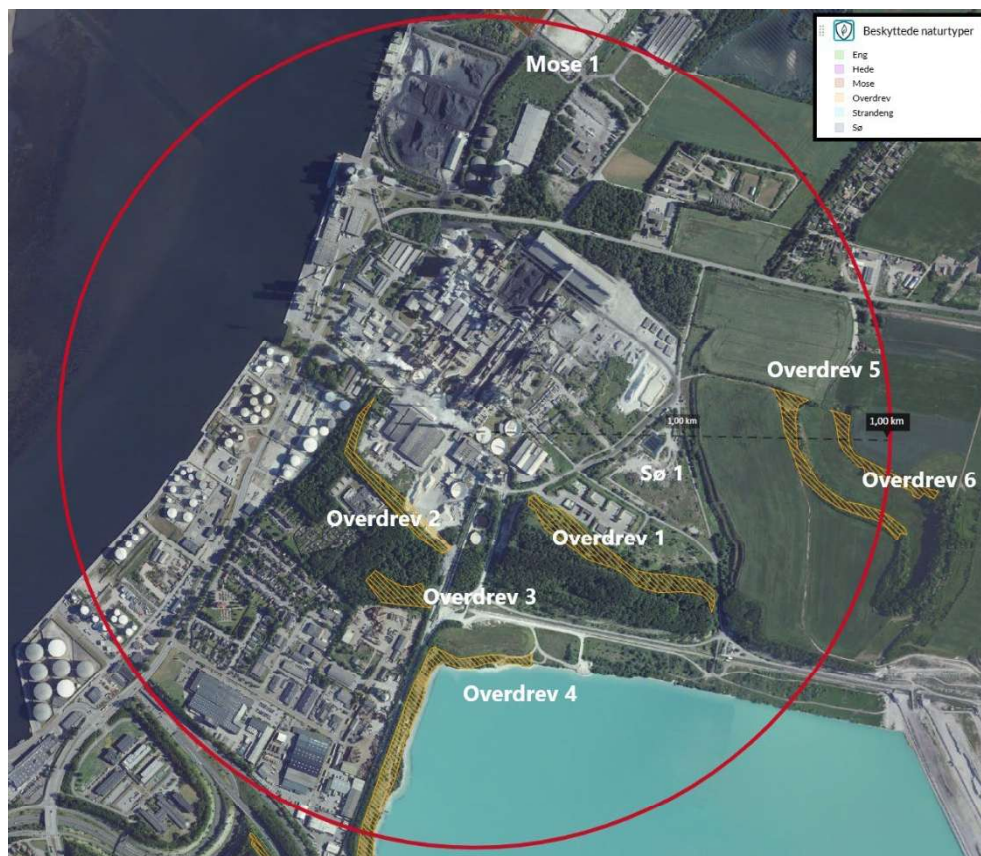 Mose 1
Beskyttede naturtyper
Eng
Hede
Mose
Overdrev
Strandeng
Sø
Overdrev 5
1,00 km
1,00 km
Sø 1
Overdrev 6
Overdrev 2
Overdrev 1
Overdrev 3
Overdrev 4